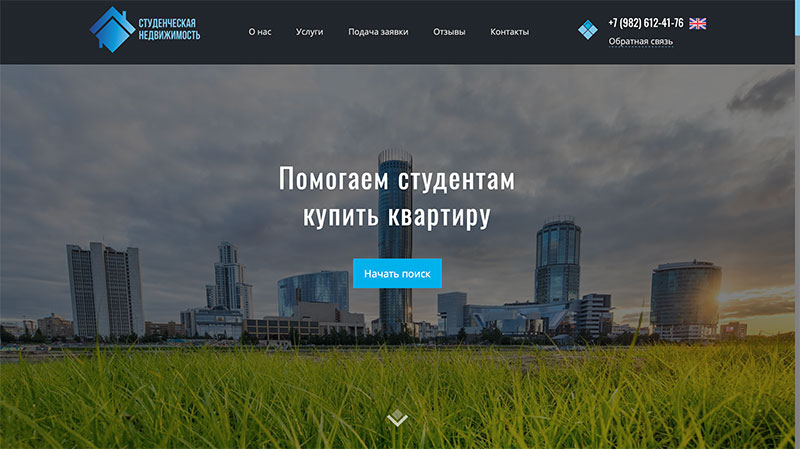 СТУДЕНЧЕСКАЯ
НЕДВИЖИМОСТЬ
О нас
Услуги
Подача заявки
Отзывы
Контакты
+7 (982) 612-41-76
Обратная связь
Помогаем студентам
купить квартиру
Начать поиск